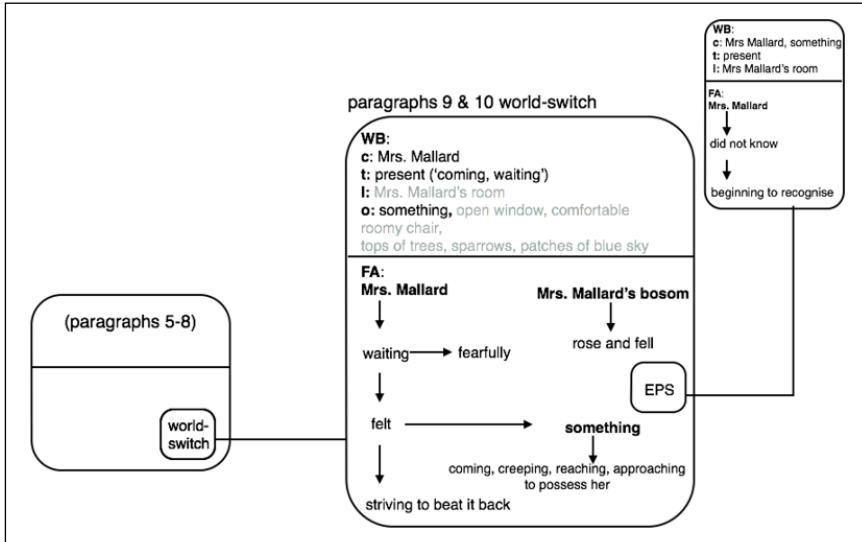 (paragraphs 5-8)
world-
switch
paragraphs 9 & 10 world-switch
WB:
c: Mrs. Mallard
t: present (‘coming, waiting’)
l: Mrs. Mallard’s room
o: something, open window, comfortable
roomy chair,
tops of trees, sparrows, patches of blue sky
FA:
Mrs. Mallard
waiting
fearfully
felt
striving to beat it back
Mrs. Mallard’s bosom
rose and fell
EPS
something
coming, creeping, reaching, approaching
to possess her
WB:
c: Mrs Mallard, something
t: present
l: Mrs Mallard’s room
FA:
Mrs. Mallard
did not know
beginning to recognise